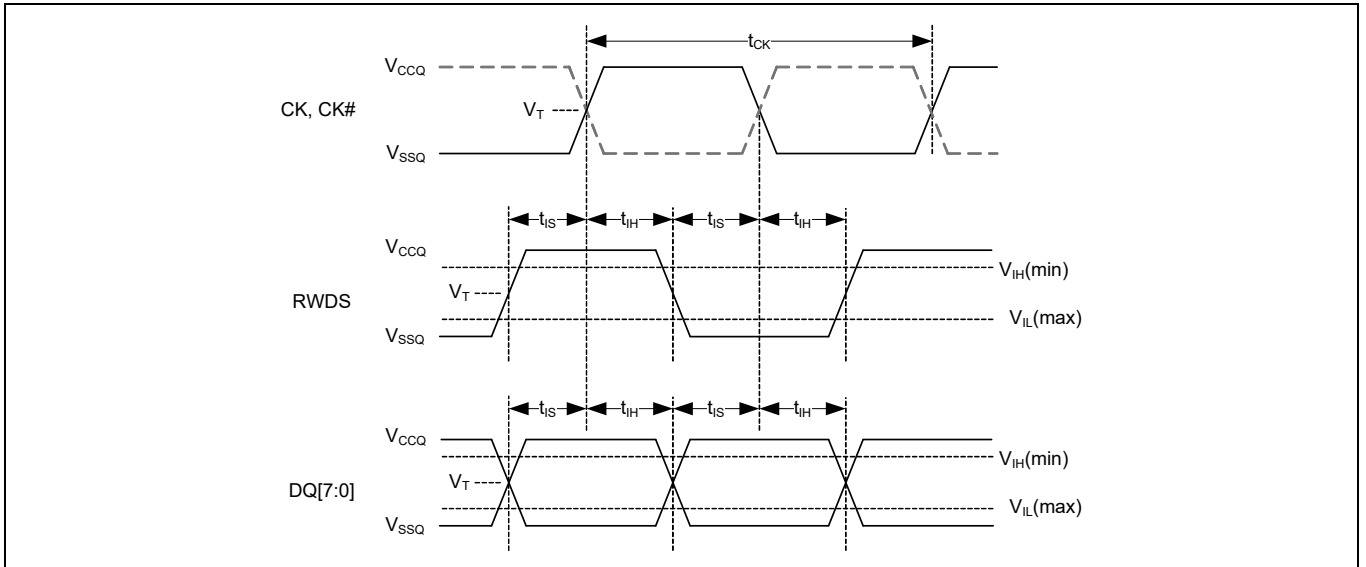 tCK
VCCQ
CK, CK#
VT
VSSQ
tIS tIH tIS tIH
VCCQ
VIH(min)
RWDS
VT
VIL(max)
VSSQ
tIS tIH tIS tIH
VCCQ
VIH(min)
DQ[7:0]
VT
VIL(max)
VSSQ